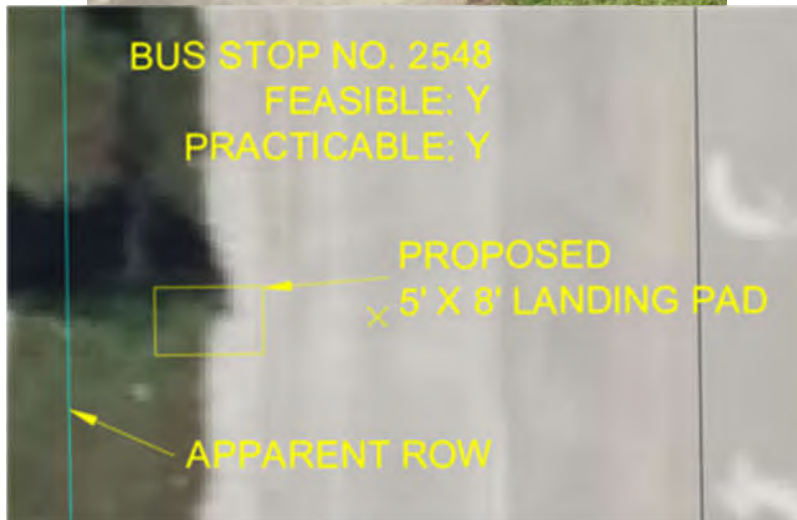 BUS STOP NO. 2548
FEASIBLE: Y
PRACTICABLE: Y
PROPOSED
5' X 8' LANDING PAD
APPARENT ROW